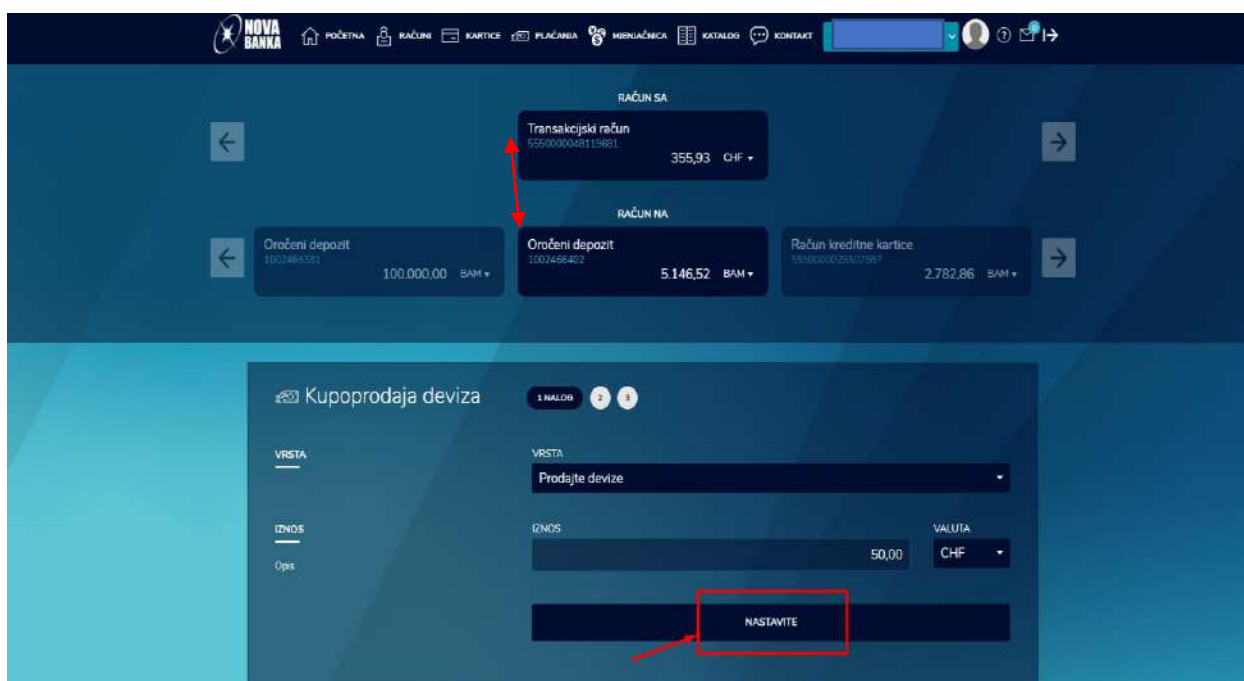 NOVA BANKA POČETNA RAČUNI KARTICE PLAĆANJA MJENJAČNICA KATALOG KONTAKT
RAČUN SA
Transakcijski račun
5550000048119681
355,93 CHF
RAČUN NA
Oročeni depozit
100.000,00 BAM
Oročeni depozit
1002466402
5.146,52 BAM
Račun kreditne kartice
2.782,86 BAM
Kupoprodaja deviza
1 NALOG 2 3
VRSTA
VRSTA
Prodajte devize
IZNOS
Opis
IZNOS
VALUTA
50,00
CHF
NASTAVITE